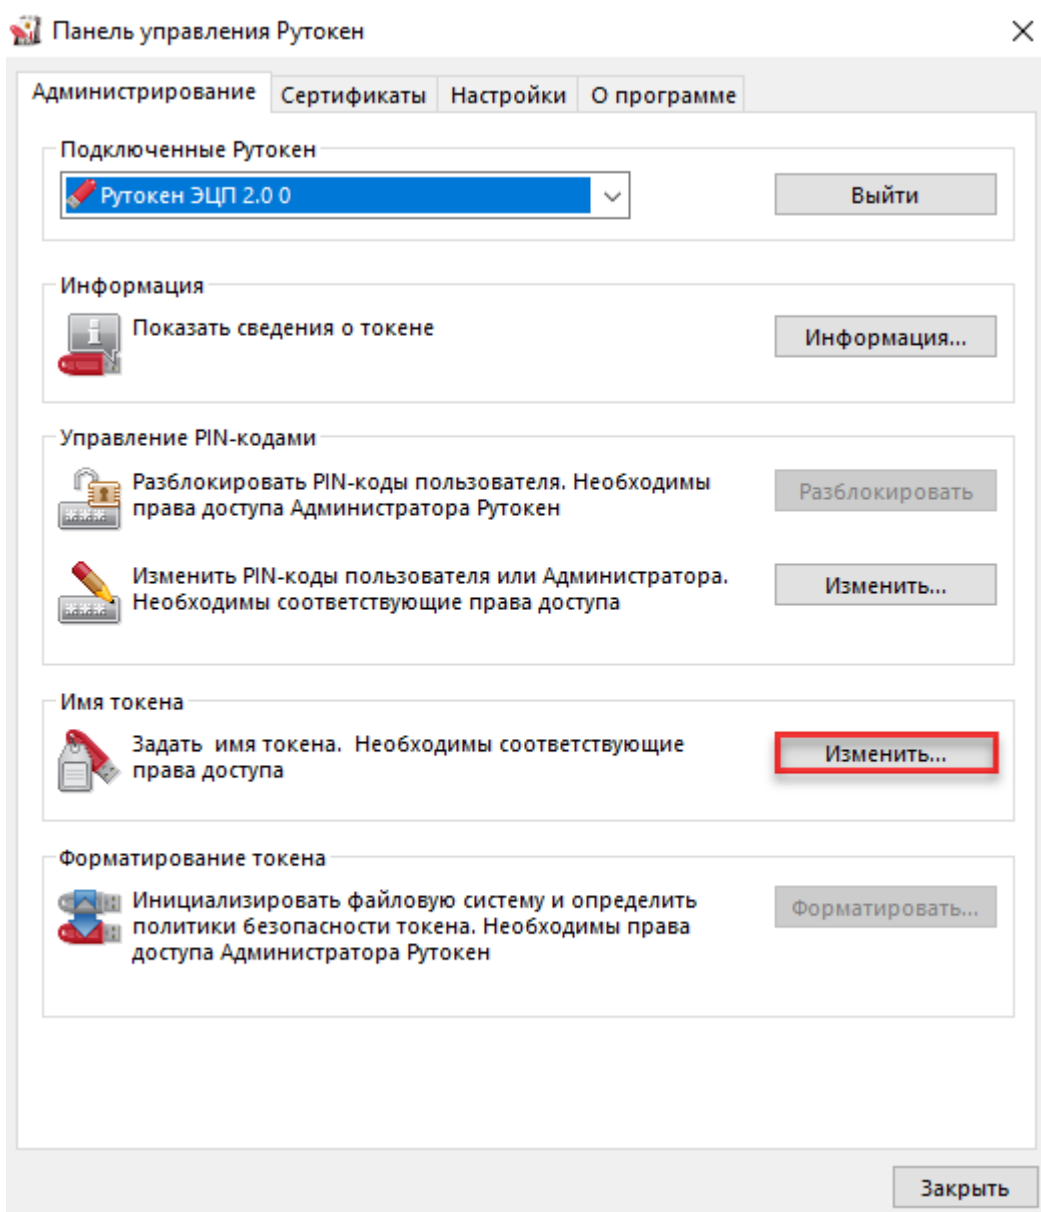 Панель управления Рутокен
Администрирование Сертификаты Настройки О программе
Подключенные Рутокен
Рутокен ЭЦП 2.0 0
Выйти
Информация
Показать сведения о токене
Информация...
Управление PIN-кодами
Разблокировать PIN-коды пользователя. Необходимы
права доступа Администратора Рутокен
Разблокировать
Изменить PIN-коды пользователя или Администратора.
Необходимы соответствующие права доступа
Изменить...
Имя токена
Задать имя токена. Необходимы соответствующие
права доступа
Изменить...
Форматирование токена
Инициализировать файловую систему и определить
политики безопасности токена. Необходимы права
доступа Администратора Рутокен
Форматировать...
Закрыть